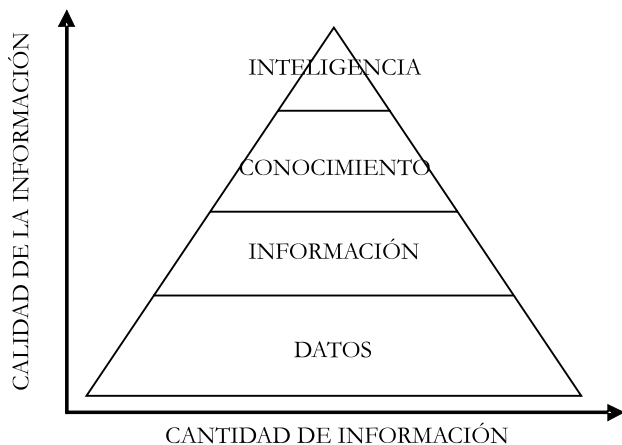 CALIDAD DE LA INFORMACIÓN
INTELIGENCIA
CONOCIMIENTO
INFORMACIÓN
DATOS
CANTIDAD DE INFORMACIÓN